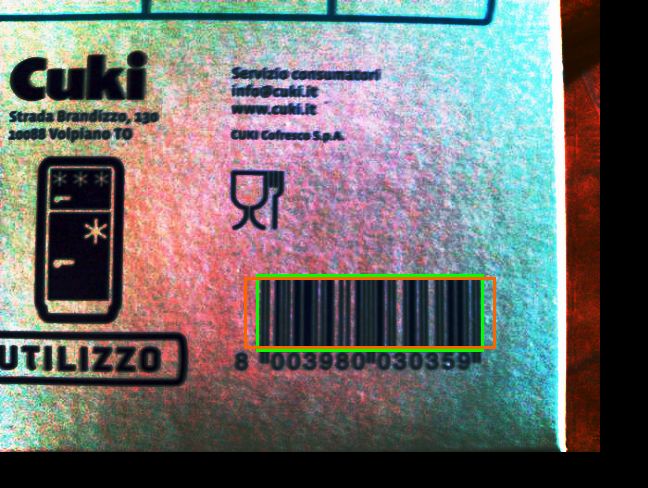 Cuki
Strada Brandizzo, 130
10088 Volpiano TO
Servizio consumatori
info@cuki.it
www.cuki.it
CUKI Cofresco S.p.A.
UTILIZZO
8 003980 030359